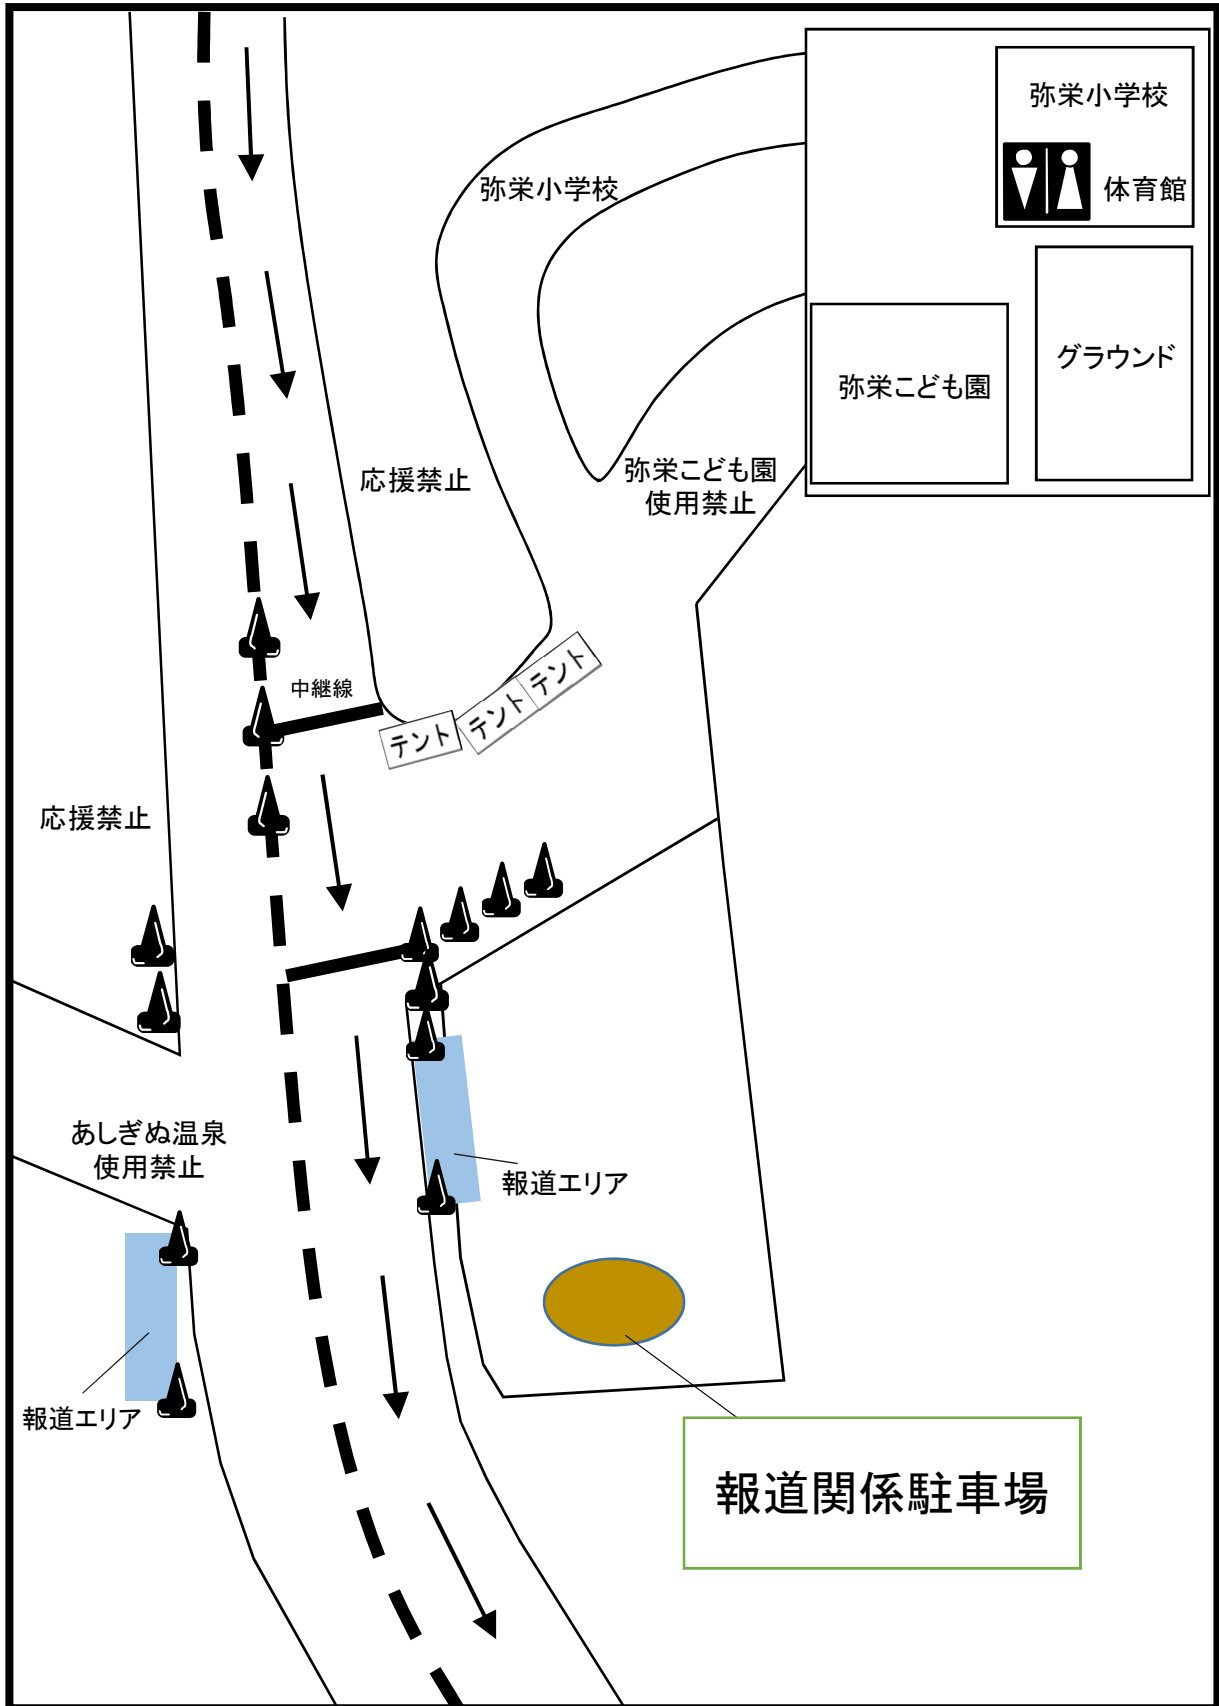 弥栄小学校
弥栄小学校
体育館
グラウンド
弥栄こども園
応援禁止
弥栄こども園
使用禁止
中継線
テント
テント
テント
応援禁止
あしぎぬ温泉
使用禁止
報道エリア
報道エリア
報道関係駐車場